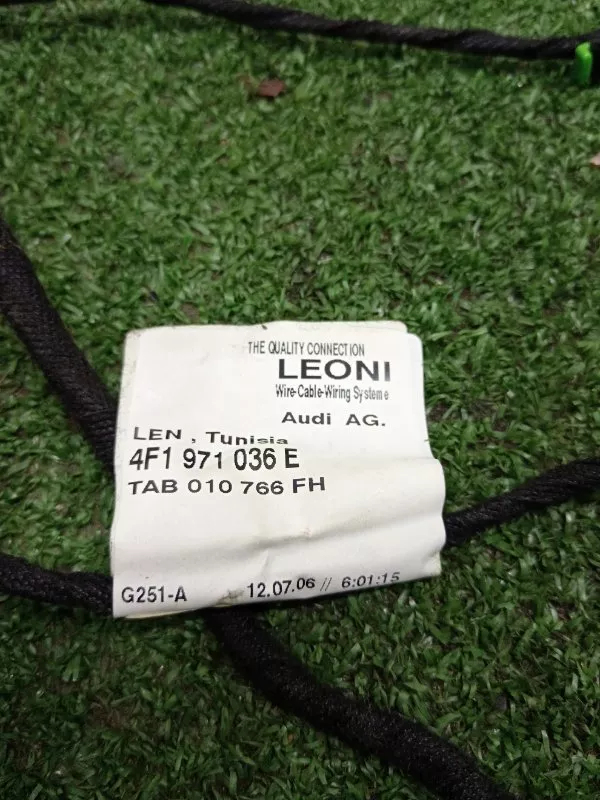 THE QUALITY CONNECTION
LEONI
Wire-Cable-Wiring Systeme
Audi AG.
LEN , Tunisia
4F1 971 036 E
TAB 010 766 FH
G251-A 12.07.06 // 6:01:15